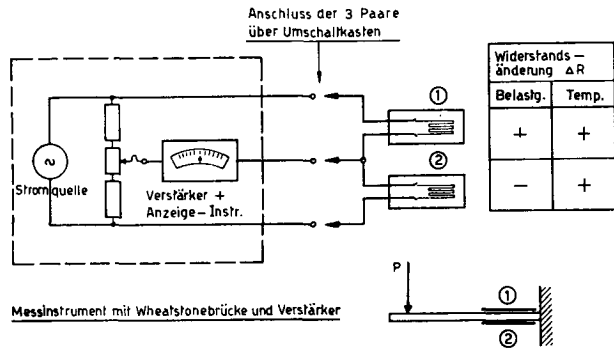 Anschluss der 3 Paare
über Umschaltkasten
Widerstands –
änderung ΔR
Belastg. Temp.
+ +
- +
①
②
~
Stromquelle
Verstärker +
Anzeige – Instr.
Messinstrument mit Wheatstonebrücke und Verstärker
P
①
②